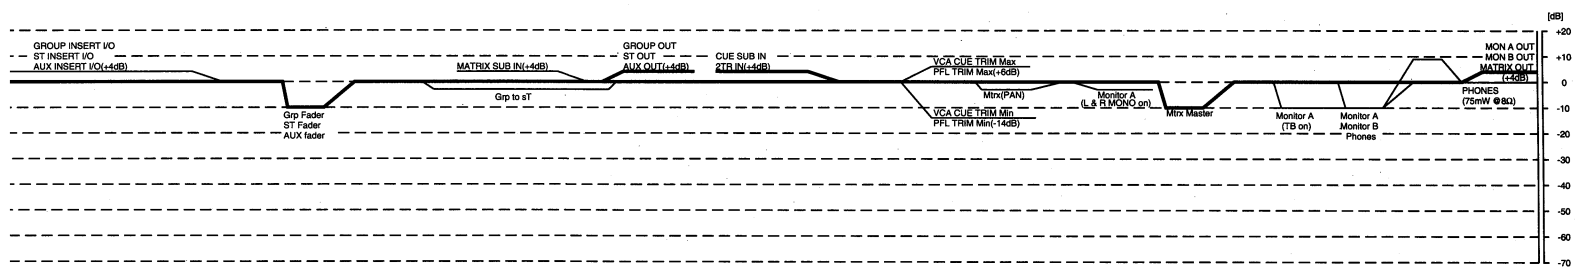 [dB]
+20
GROUP INSERT I/O
ST INSERT I/O
AUX INSERT I/O(+4dB)
MATRIX SUB IN(+4dB)
GROUP OUT
ST OUT
AUX OUT(+4dB)
CUE SUB IN
2TR IN(+4dB)
VCA CUE TRIM Max
PFL TRIM Max(+6dB)
MON A OUT
MON B OUT
MATRIX OUT
(+4dB)
+10
0
Grp to sT
Mtrx(PAN)
Monitor A
(L & R MONO on)
PHONES
(75mW @8Ω)
-10
Grp Fader
ST Fader
AUX fader
VCA CUE TRIM Min
PFL TRIM Min(-14dB)
Mtrx Master
Monitor A
(TB on)
Monitor A
Monitor B
Phones
-20
-30
-40
-50
-60
-70